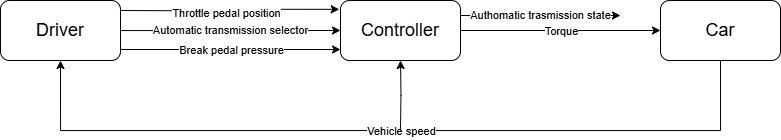 Driver
Throttle pedal position
Automatic transmission selector
Break pedal pressure
Controller
Authomatic trasmission state
Torque
Car
Vehicle speed